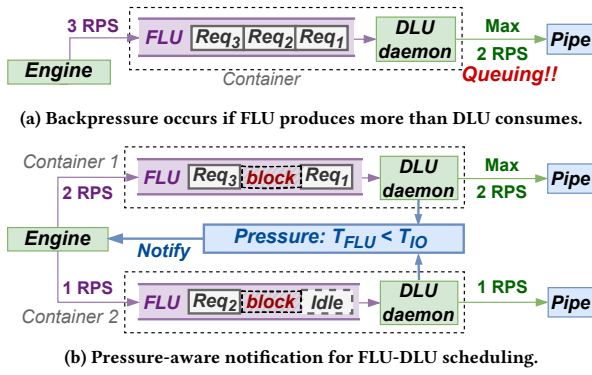 3 RPS
FLU Req3 Req2 Req1
DLU daemon
Max
2 RPS
Pipe
Engine
Container
Queuing!!
(a) Backpressure occurs if FLU produces more than DLU consumes.
Container 1
FLU Req3 block Req1
DLU daemon
Max
2 RPS
Pipe
2 RPS
Engine
Notify
Pressure: T_FLU < T_IO
1 RPS
FLU Req2 block Idle
DLU daemon
1 RPS
Pipe
Container 2
(b) Pressure-aware notification for FLU-DLU scheduling.